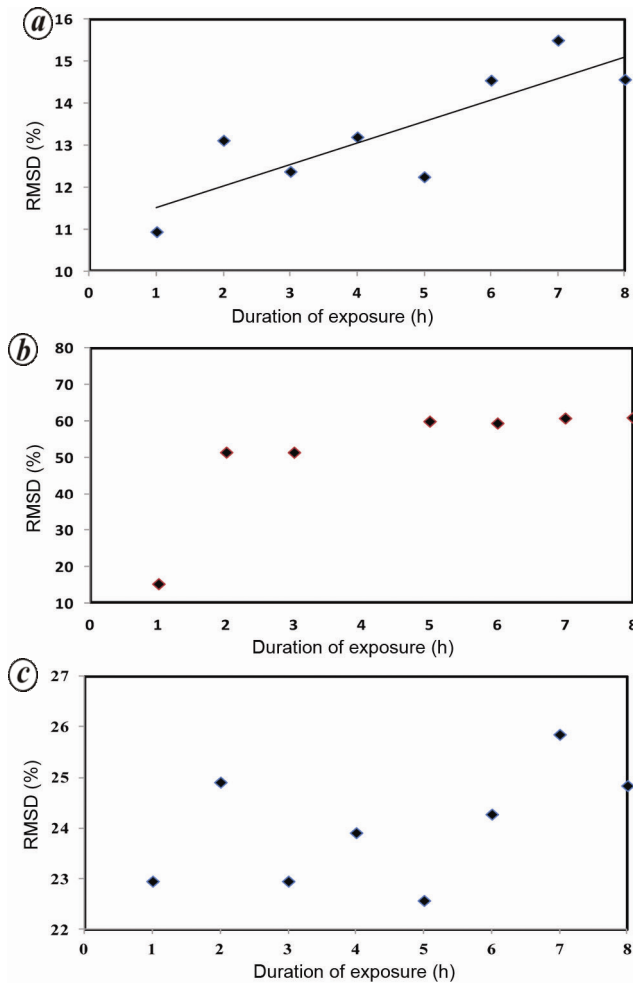 a
16
15
14
13
12
11
10
RMSD (%)
0 1 2 3 4 5 6 7 8
Duration of exposure (h)
b
80
70
60
50
40
30
20
10
RMSD (%)
0 1 2 3 4 5 6 7 8
Duration of exposure (h)
c
27
26
25
24
23
22
RMSD (%)
0 1 2 3 4 5 6 7 8
Duration of exposure (h)